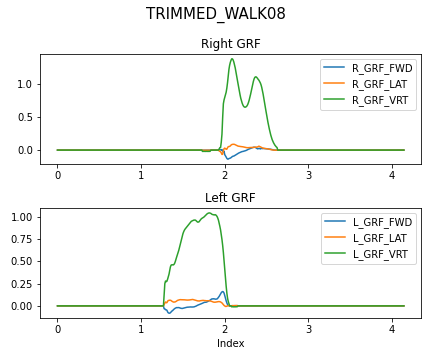 TRIMMED_WALK08
Right GRF
R_GRF_FWD
R_GRF_LAT
R_GRF_VRT
1.0
0.5
0.0
0 1 2 3 4
Left GRF
L_GRF_FWD
L_GRF_LAT
L_GRF_VRT
1.00
0.75
0.50
0.25
0.00
0 1 2 3 4
Index